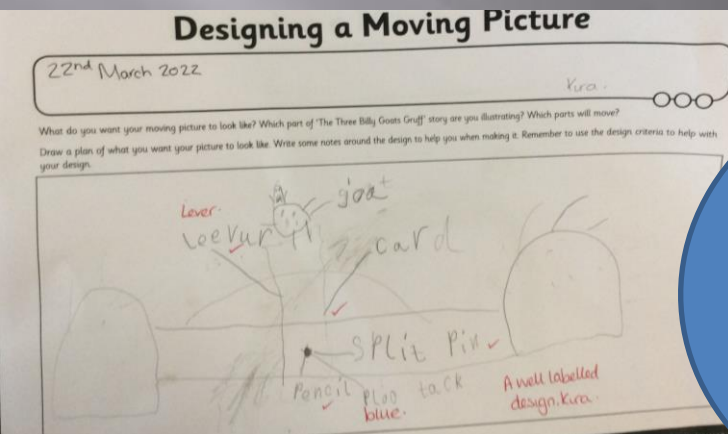 Designing a Moving Picture
22nd March 2022
Kira.
What do you want your moving picture to look like? Which part of 'The Three Billy Goats Gruff' story are you illustrating? Which parts will move?
Draw a plan of what you want your picture to look like. Write some notes around the design to help you when making it. Remember to use the design criteria to help with
your design.
goat
Lever.
leevur
card
split Pin
Pencil ploo tack
blue.
A well labelled
design, Kira.